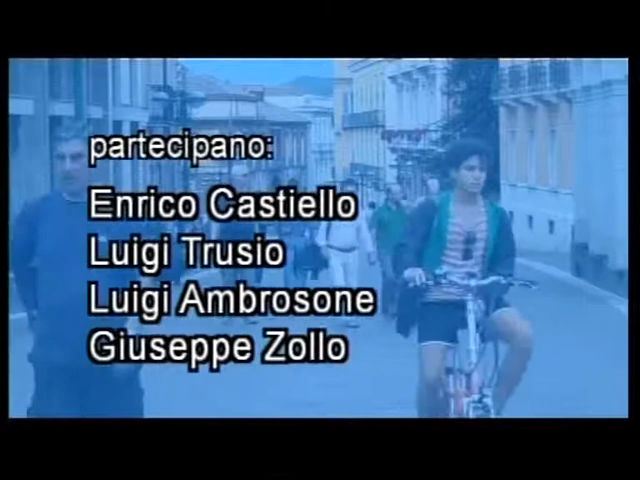 partecipano:
Enrico Castiello
Luigi Trusio
Luigi Ambrosone
Giuseppe Zollo